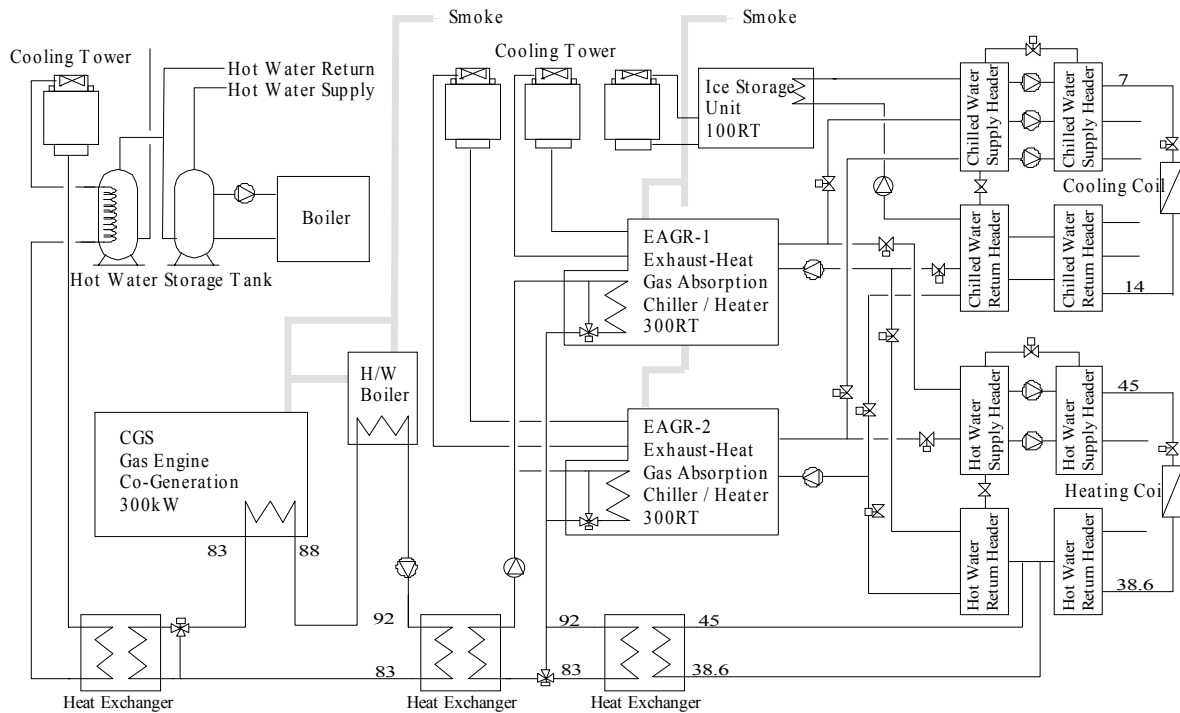 Smoke
Smoke
Cooling Tower
Cooling Tower
Hot Water Return
Hot Water Supply
Ice Storage
Unit
100RT
Chilled Water
Supply Header
Chilled Water
Supply Header
7
Cooling Coil
Boiler
Hot Water Storage Tank
EAGR-1
Exhaust-Heat
Gas Absorption
Chiller / Heater
300RT
Chilled Water
Return Header
Chilled Water
Return Header
14
H/W
Boiler
Hot Water
Supply Header
Hot Water
Supply Header
45
CGS
Gas Engine
Co-Generation
300kW
EAGR-2
Exhaust-Heat
Gas Absorption
Chiller / Heater
300RT
Heating Coi
83
88
Hot Water
Return Header
Hot Water
Return Header
38.6
92
92
45
83
83
38.6
Heat Exchanger
Heat Exchanger
Heat Exchanger